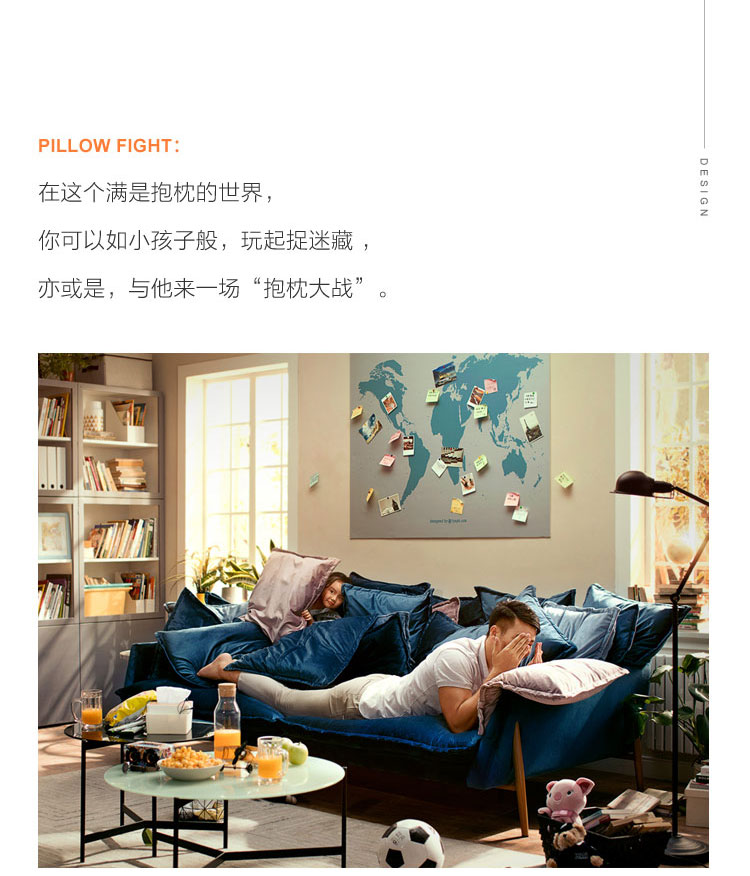 PILLOW FIGHT:
在这个满是抱枕的世界，
你可以如小孩子般，玩起捉迷藏，
亦或是，与他来一场“抱枕大战”。
DESIGN